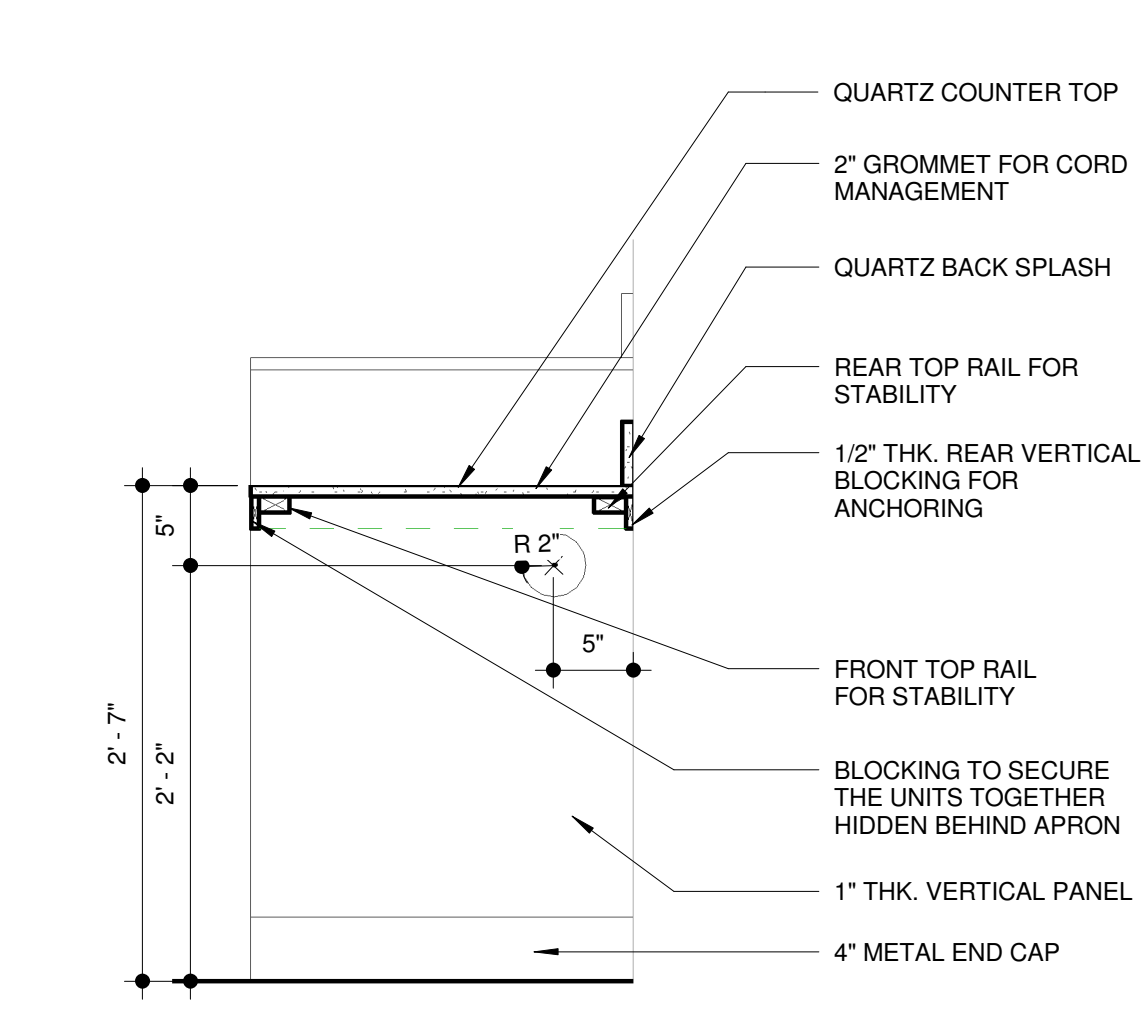 QUARTZ COUNTER TOP
2" GROMMET FOR CORD
MANAGEMENT
QUARTZ BACK SPLASH
REAR TOP RAIL FOR
STABILITY
1/2" THK. REAR VERTICAL
BLOCKING FOR
ANCHORING
5"
R 2"
5"
FRONT TOP RAIL
FOR STABILITY
2' - 7"
2' - 2"
BLOCKING TO SECURE
THE UNITS TOGETHER
HIDDEN BEHIND APRON
1" THK. VERTICAL PANEL
4" METAL END CAP